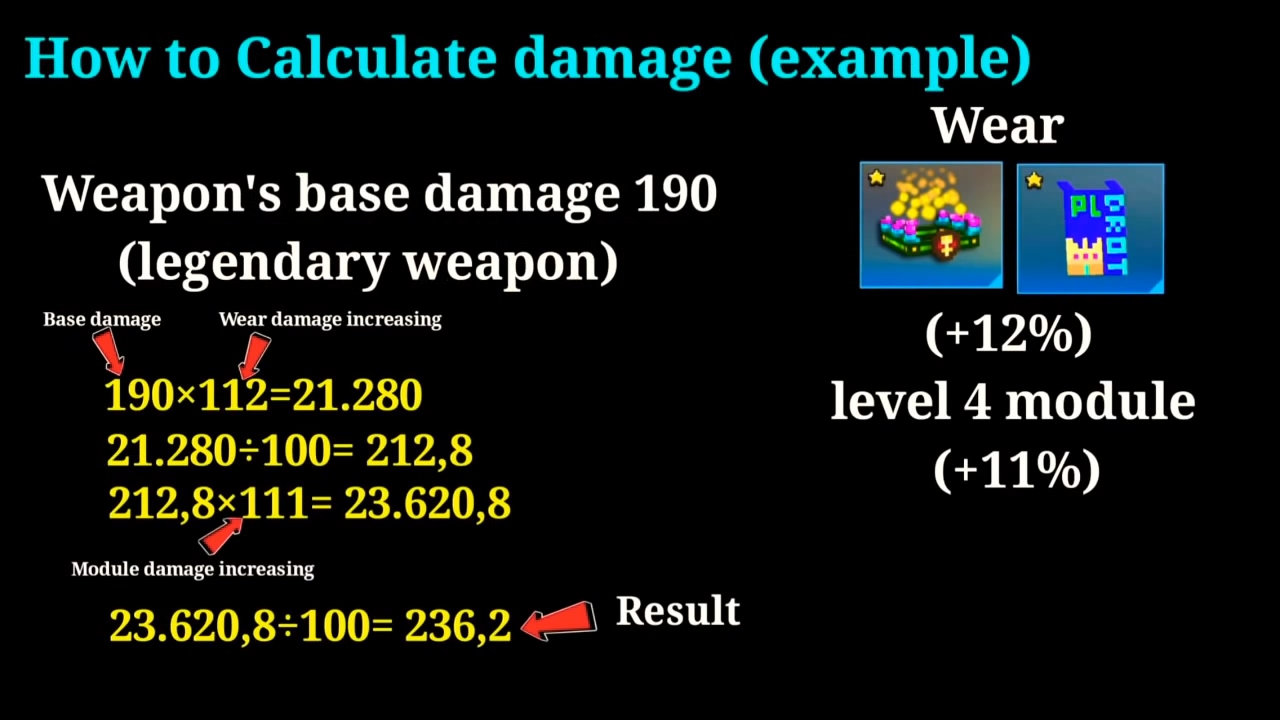 How to Calculate damage (example)
Wear
Weapon's base damage 190
(legendary weapon)
PL
DROT
(+12%)
level 4 module
(+11%)
Base damage
Wear damage increasing
190×112=21.280
21.280÷100= 212,8
212,8×111= 23.620,8
Module damage increasing
23.620,8÷100= 236,2
Result